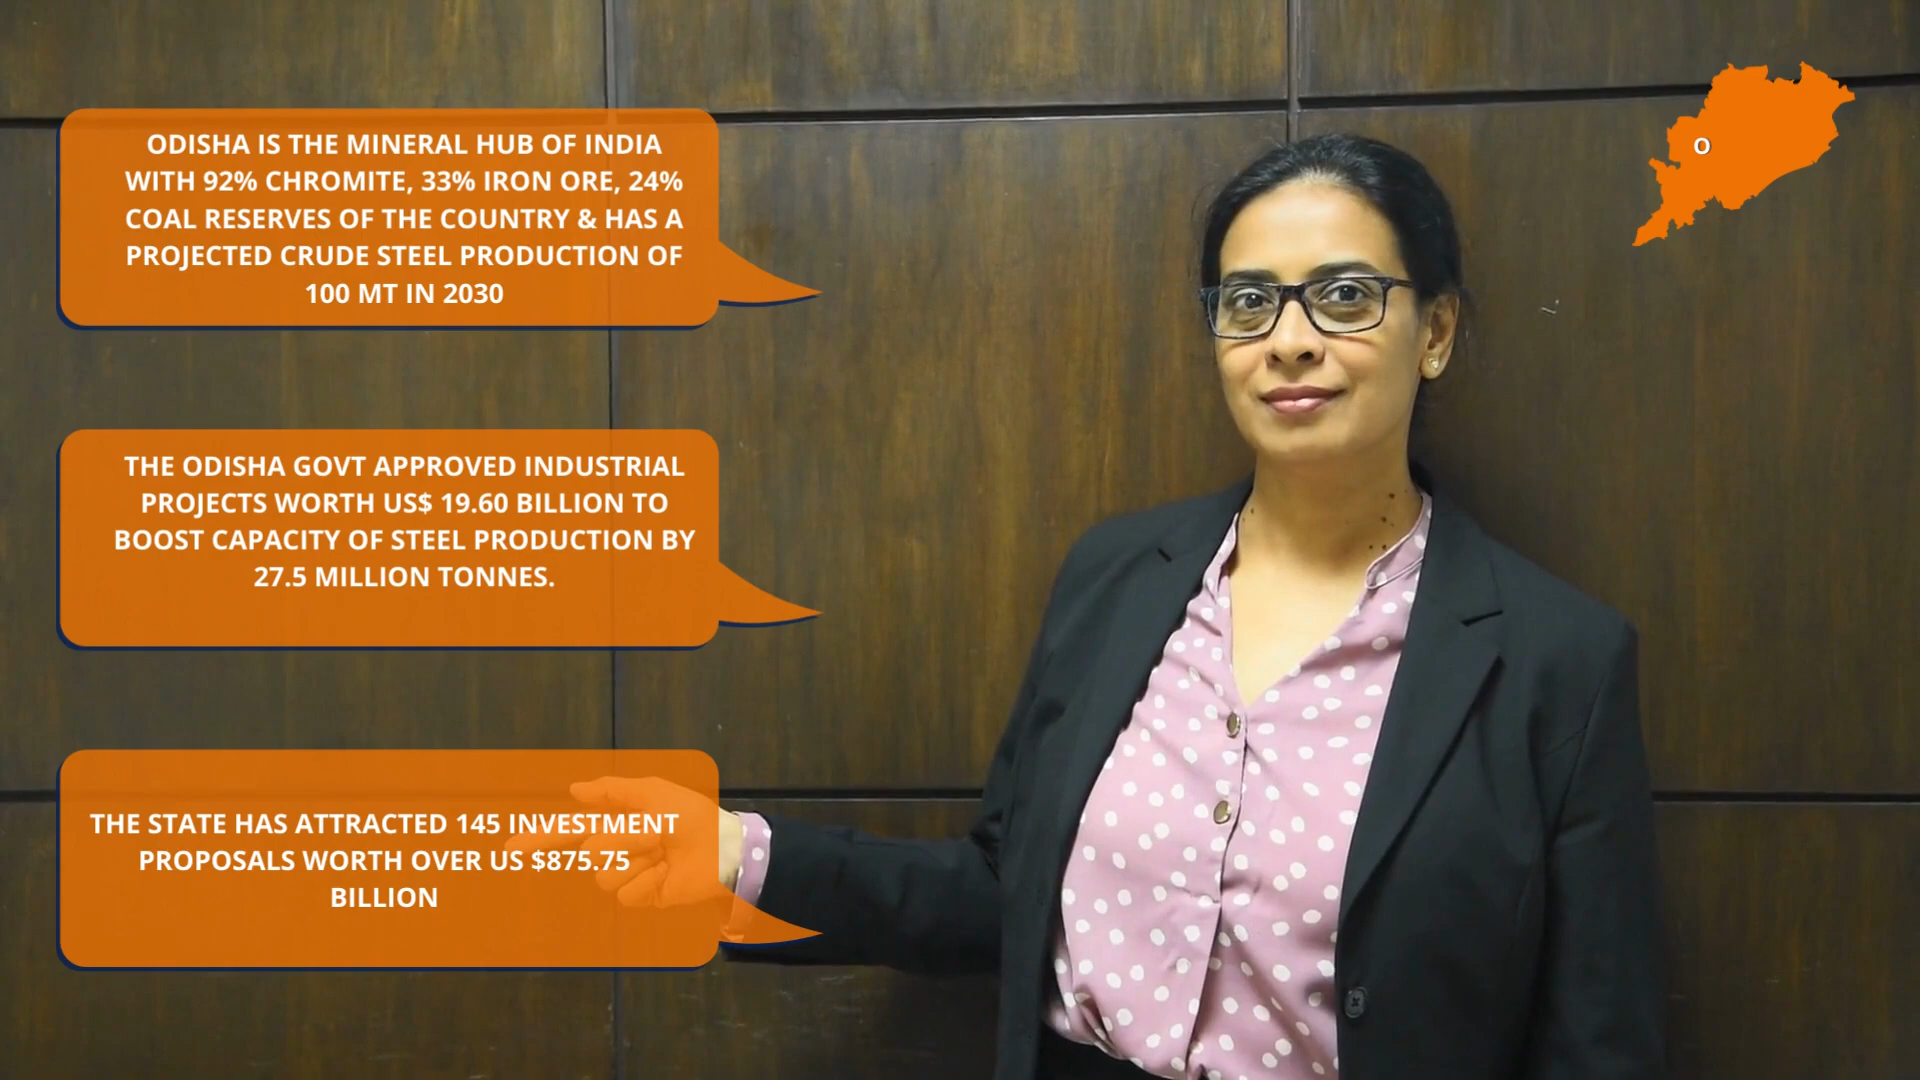 ODISHA IS THE MINERAL HUB OF INDIA
WITH 92% CHROMITE, 33% IRON ORE, 24%
COAL RESERVES OF THE COUNTRY & HAS A
PROJECTED CRUDE STEEL PRODUCTION OF
100 MT IN 2030
THE ODISHA GOVT APPROVED INDUSTRIAL
PROJECTS WORTH US$ 19.60 BILLION TO
BOOST CAPACITY OF STEEL PRODUCTION BY
27.5 MILLION TONNES.
THE STATE HAS ATTRACTED 145 INVESTMENT
PROPOSALS WORTH OVER US $875.75
BILLION
O